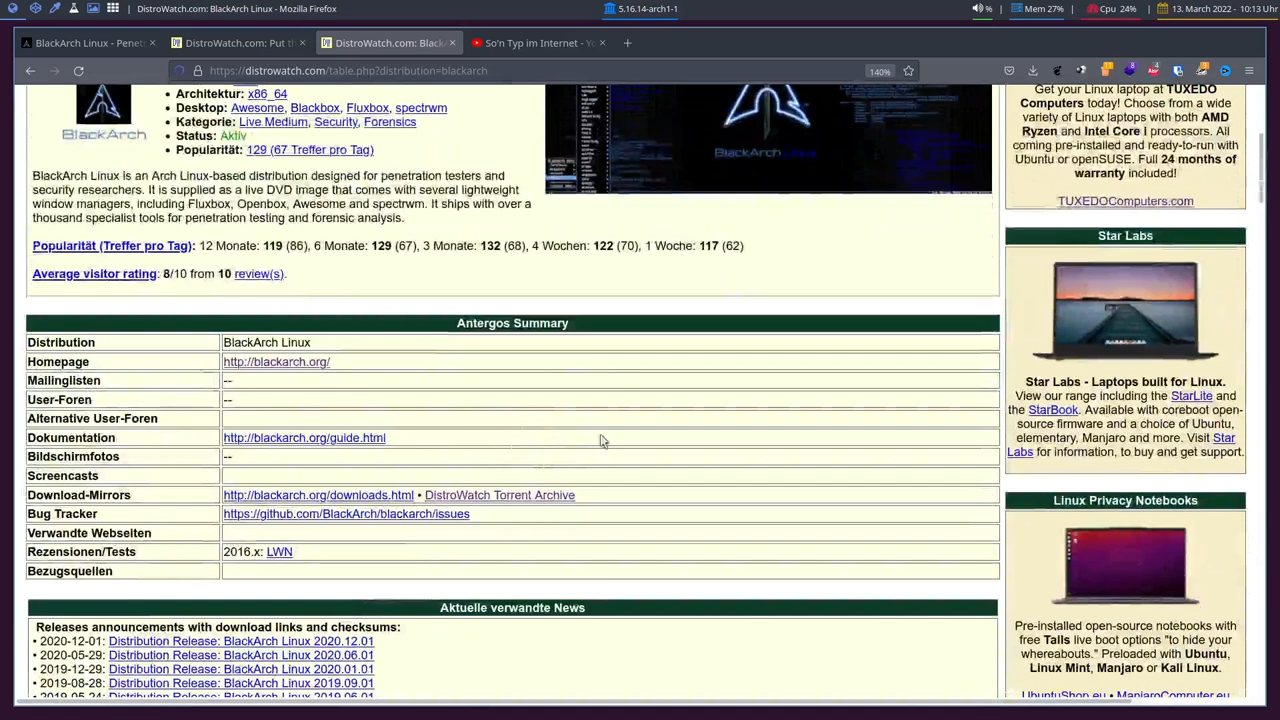 DistroWatch.com: BlackArch Linux — Mozilla Firefox
5.16.14-arch1-1
%
Mem 27%
Cpu 24%
13. March 2022 - 10:13 Uhr
BlackArch Linux - Penet
DistroWatch.com: Put th
DistroWatch.com: Black
So'n Typ im Internet - Yo
https://distrowatch.com/table.php?distribution=blackarch
140%
• Architektur: x86_64
• Desktop: Awesome, Blackbox, Fluxbox, spectrwm
• Kategorie: Live Medium, Security, Forensics
• Status: Aktiv
• Popularität: 129 (67 Treffer pro Tag)
BlackArch
BlackArch Linux
BlackArch Linux is an Arch Linux-based distribution designed for penetration testers and
security researchers. It is supplied as a live DVD image that comes with several lightweight
window managers, including Fluxbox, Openbox, Awesome and spectrwm. It ships with over a
thousand specialist tools for penetration testing and forensic analysis.
Popularität (Treffer pro Tag): 12 Monate: 119 (86), 6 Monate: 129 (67), 3 Monate: 132 (68), 4 Wochen: 122 (70), 1 Woche: 117 (62)
Average visitor rating: 8/10 from 10 review(s).
Antergos Summary
Distribution BlackArch Linux
Homepage http://blackarch.org/
Mailinglisten --
User-Foren --
Alternative User-Foren
Dokumentation http://blackarch.org/guide.html
Bildschirmfotos --
Screencasts
Download-Mirrors http://blackarch.org/downloads.html • DistroWatch Torrent Archive
Bug Tracker https://github.com/BlackArch/blackarch/issues
Verwandte Webseiten
Rezensionen/Tests 2016.x: LWN
Bezugsquellen
Aktuelle verwandte News
Releases announcements with download links and checksums:
• 2020-12-01: Distribution Release: BlackArch Linux 2020.12.01
• 2020-05-29: Distribution Release: BlackArch Linux 2020.06.01
• 2019-12-30: Distribution Release: BlackArch Linux 2020.01.01
• 2019-08-28: Distribution Release: BlackArch Linux 2019.09.01
• 2019-05-24: Distribution Release: BlackArch Linux 2019.06.01
Get your Linux laptop at TUXEDO
Computers today! Choose from a wide
variety of Linux laptops with both AMD
Ryzen and Intel Core i processors. All
coming pre-installed and ready-to-run with
Ubuntu or openSUSE. Full 24 months of
warranty included!
TUXEDOComputers.com
Star Labs
Star Labs - Laptops built for Linux.
View our range including the StarLite and
the StarBook. Available with coreboot open-
source firmware and a choice of Ubuntu,
elementary, Manjaro and more. Visit Star
Labs for information, to buy and get support.
Linux Privacy Notebooks
Pre-installed open-source notebooks with
free Tails live boot options "to hide your
whereabouts." Preloaded with Ubuntu,
Linux Mint, Manjaro or Kali Linux.
UbuntuShop.eu • ManjaroComputer.eu